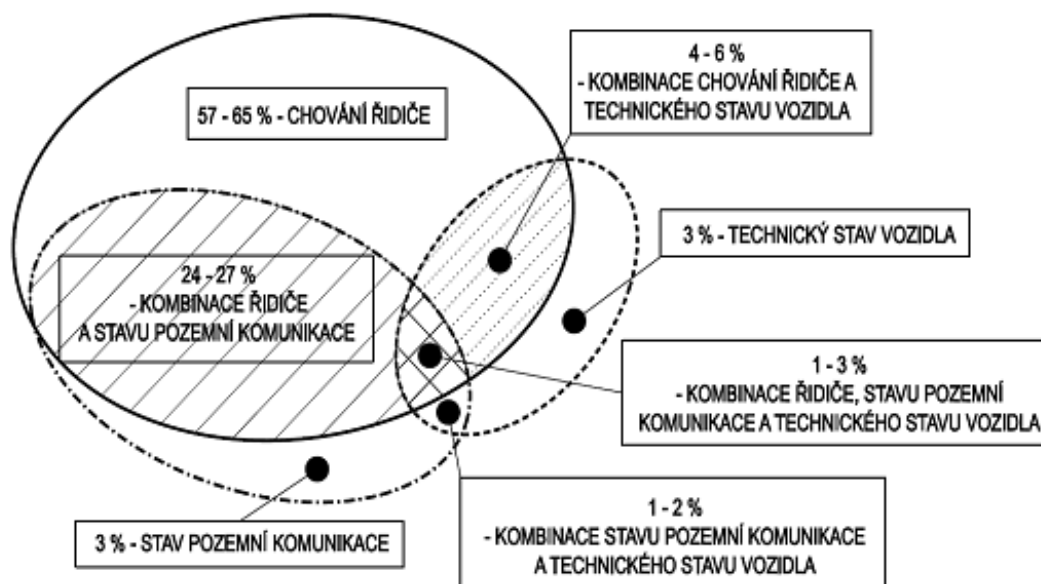 4 - 6 %
- KOMBINACE CHOVÁNÍ ŘIDIČE A
TECHNICKÉHO STAVU VOZIDLA
57 - 65 % - CHOVÁNÍ ŘIDIČE
3 % - TECHNICKÝ STAV VOZIDLA
24 - 27 %
- KOMBINACE ŘIDIČE
A STAVU POZEMNÍ KOMUNIKACE
1 - 3 %
- KOMBINACE ŘIDIČE, STAVU POZEMNÍ
KOMUNIKACE A TECHNICKÉHO STAVU VOZIDLA
1 - 2 %
- KOMBINACE STAVU POZEMNÍ KOMUNIKACE
A TECHNICKÉHO STAVU VOZIDLA
3 % - STAV POZEMNÍ KOMUNIKACE